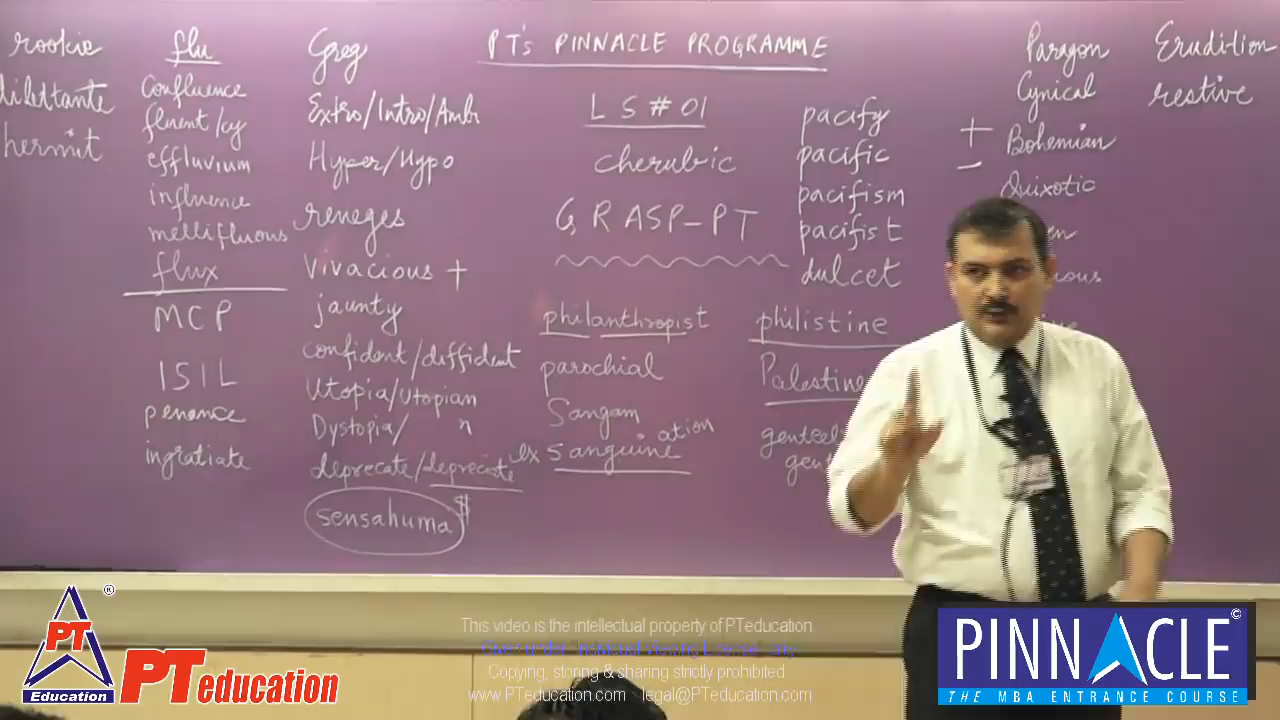 rookie
dilettante
hermit
flu
Confluence
fluent/cy
effluvium
influence
mellifluous
flux
MCP
ISIL
penance
ingratiate
Greg
Extro/Intro/Ambi
Hyper/Hypo
reneges
Vivacious +
jaunty
confident/diffident
Utopia/Utopian
Dystopia/ n
deprecate/depreciate
sensahuma $
PT's PINNACLE PROGRAMME
LS # 01
cherubic
GRASP-PT
philanthropist
parochial
Sangam
ex sanguine ation
pacify
pacific
pacifism
pacifist
dulcet
philistine
Palestine
genteel
Paragon
Cynical
+ Bohemian
-
Quixotic
Erudition
restive
PT
Education
®
PT education
This video is the intellectual property of PTeducation.
Copying, storing & sharing strictly prohibited
www.PTeducation.com legal@PTeducation.com
PINNACLE ©
THE MBA ENTRANCE COURSE